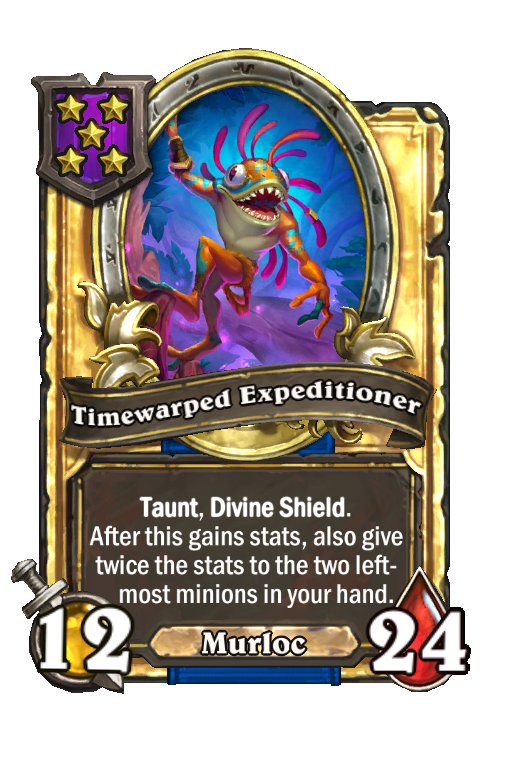 Timewarped Expeditioner
Taunt, Divine Shield.
After this gains stats, also give
twice the stats to the two left-
most minions in your hand.
12
Murloc
24